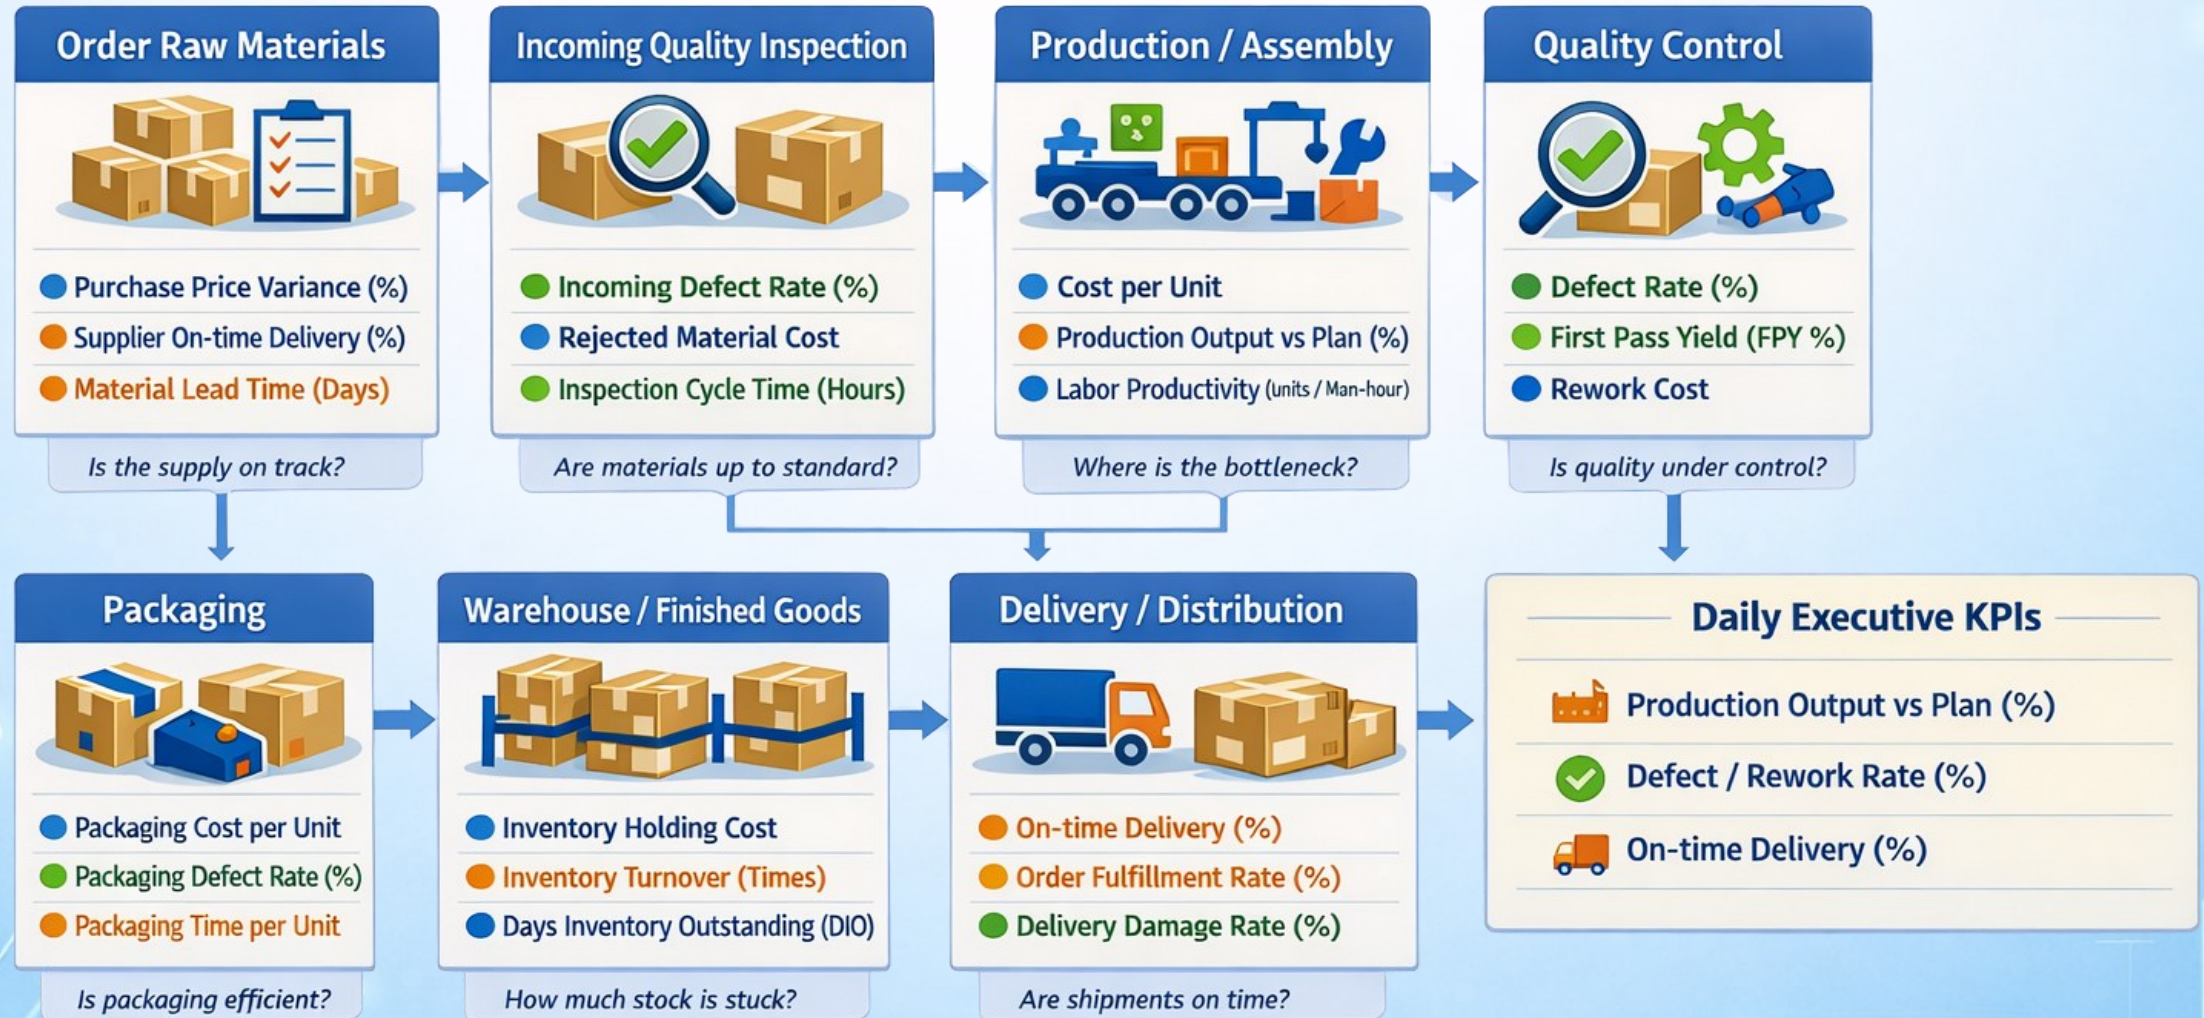 Order Raw Materials
Purchase Price Variance (%)
Supplier On-time Delivery (%)
Material Lead Time (Days)
Is the supply on track?
Incoming Quality Inspection
Incoming Defect Rate (%)
Rejected Material Cost
Inspection Cycle Time (Hours)
Are materials up to standard?
Production / Assembly
Cost per Unit
Production Output vs Plan (%)
Labor Productivity (units / Man-hour)
Where is the bottleneck?
Quality Control
Defect Rate (%)
First Pass Yield (FPY %)
Rework Cost
Is quality under control?
Packaging
Packaging Cost per Unit
Packaging Defect Rate (%)
Packaging Time per Unit
Is packaging efficient?
Warehouse / Finished Goods
Inventory Holding Cost
Inventory Turnover (Times)
Days Inventory Outstanding (DIO)
How much stock is stuck?
Delivery / Distribution
On-time Delivery (%)
Order Fulfillment Rate (%)
Delivery Damage Rate (%)
Are shipments on time?
Daily Executive KPIs
Production Output vs Plan (%)
Defect / Rework Rate (%)
On-time Delivery (%)